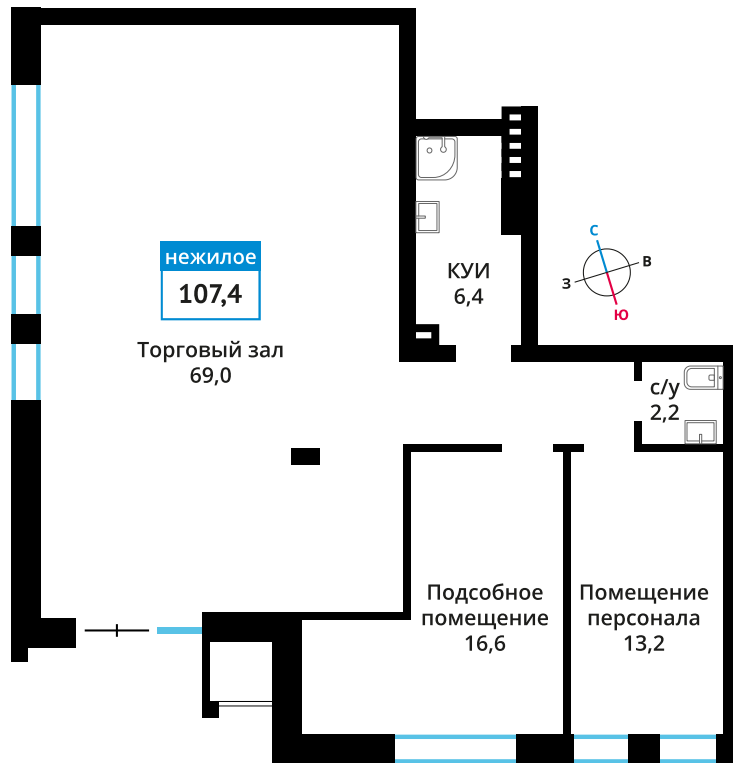 нежилое
107,4
Торговый зал
69,0
КУИ
6,4
С
В
З
Ю
с/у
2,2
Подсобное
помещение
16,6
Помещение
персонала
13,2